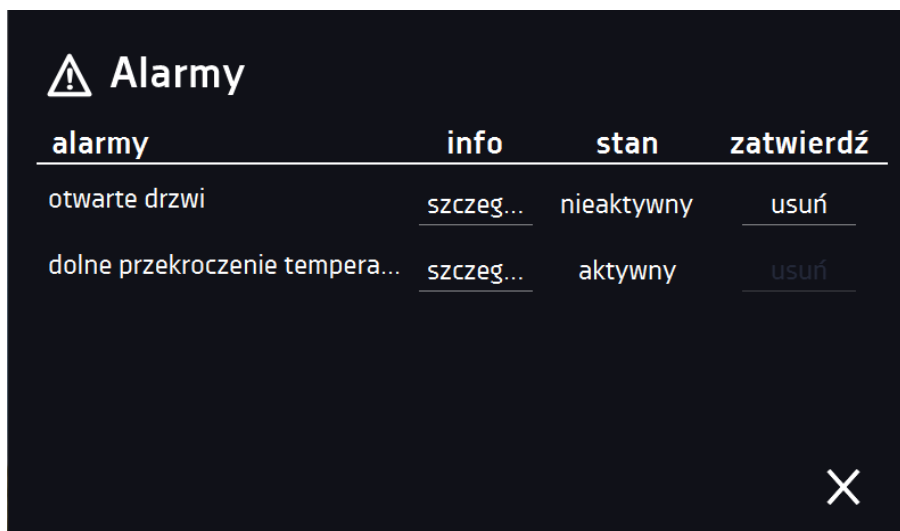 Alarmy
alarmy info stan zatwierdź
otwarte drzwi szczeg... nieaktywny usuń
dolne przekroczenie tempera... szczeg... aktywny usuń